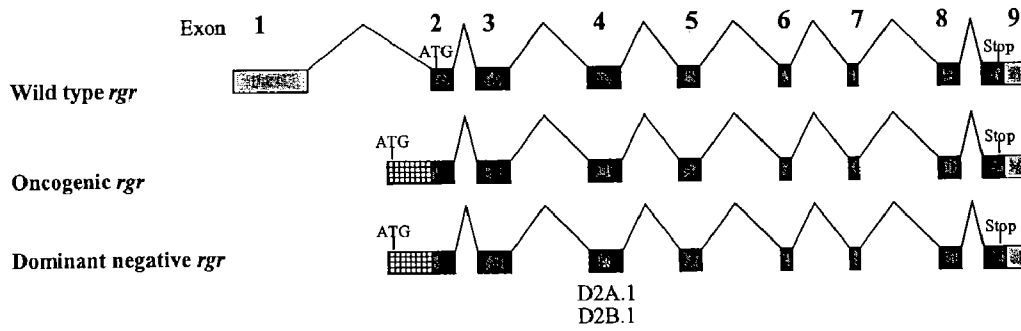 Exon 1 2 3 4 5 6 7 8 9
ATG Stop
Wild type rgr
ATG Stop
Oncogenic rgr
ATG Stop
Dominant negative rgr
D2A.1
D2B.1